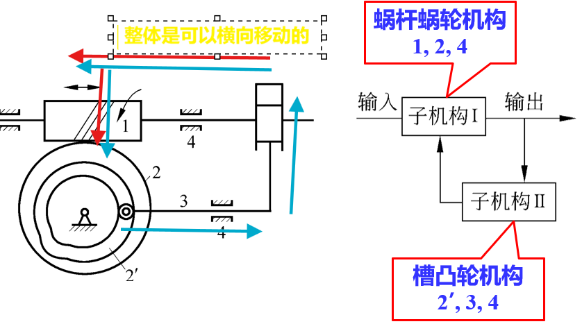 整体是可以横向移动的
1
4
2
3
4
2′
蜗杆蜗轮机构
1, 2, 4
输入
子机构Ⅰ
输出
子机构Ⅱ
槽凸轮机构
2′, 3, 4